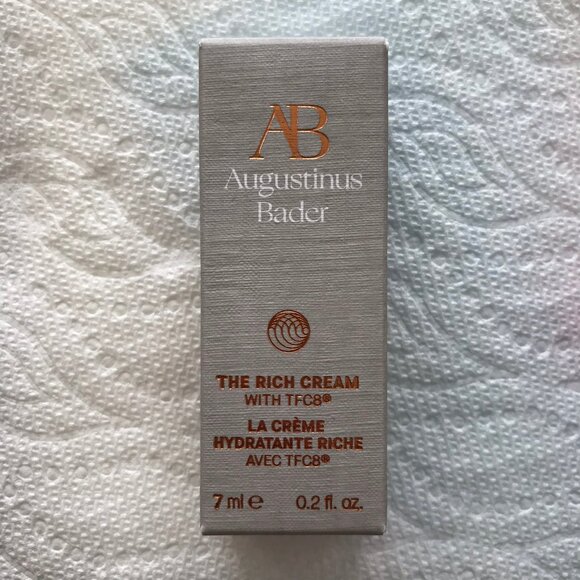 AB
Augustinus
Bader
THE RICH CREAM
WITH TFC8®
LA CRÈME
HYDRATANTE RICHE
AVEC TFC8®
7 ml ℮ 0.2 fl. oz.